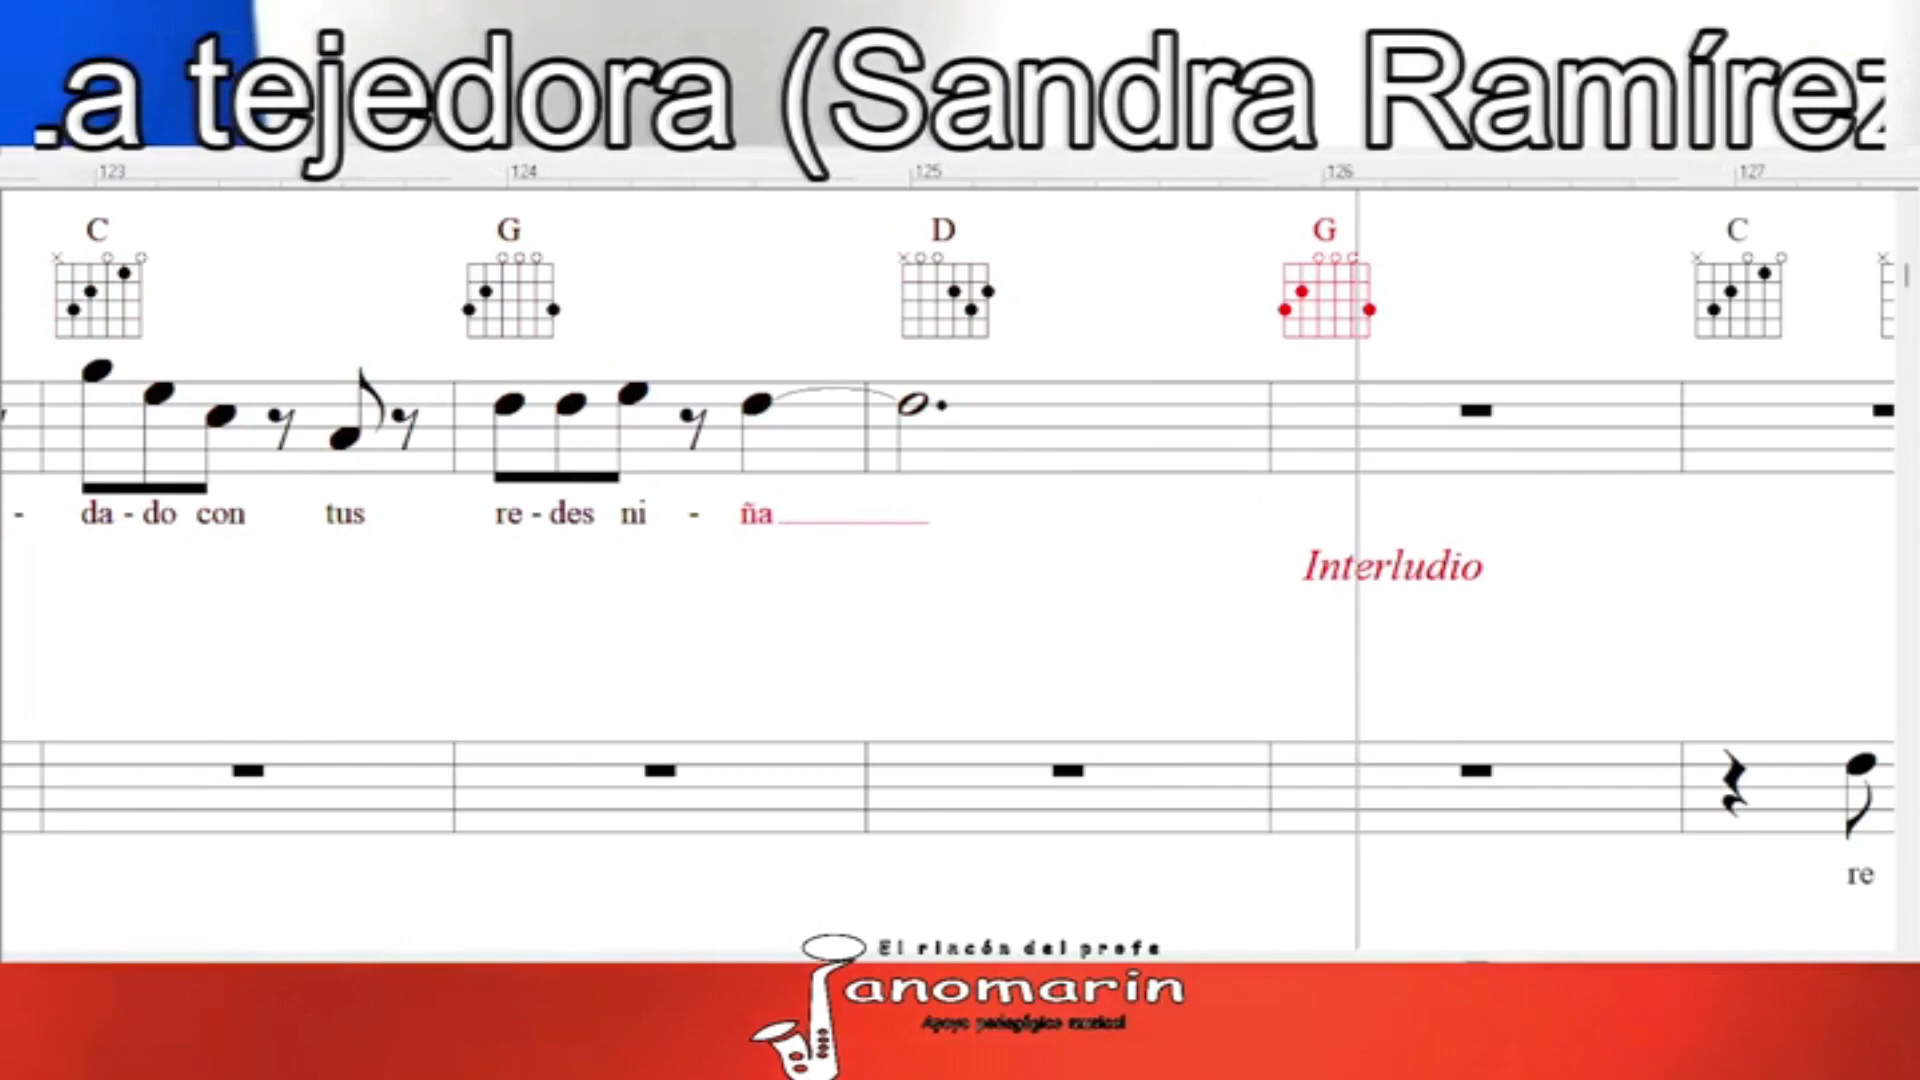 .a tejedora (Sandra Ramírez
123 124 125 126 127
C G D G C
- da - do con tus re - des ni - ña
Interludio
re
El rincón del profe
anomarin
Apoyo pedagógico musical